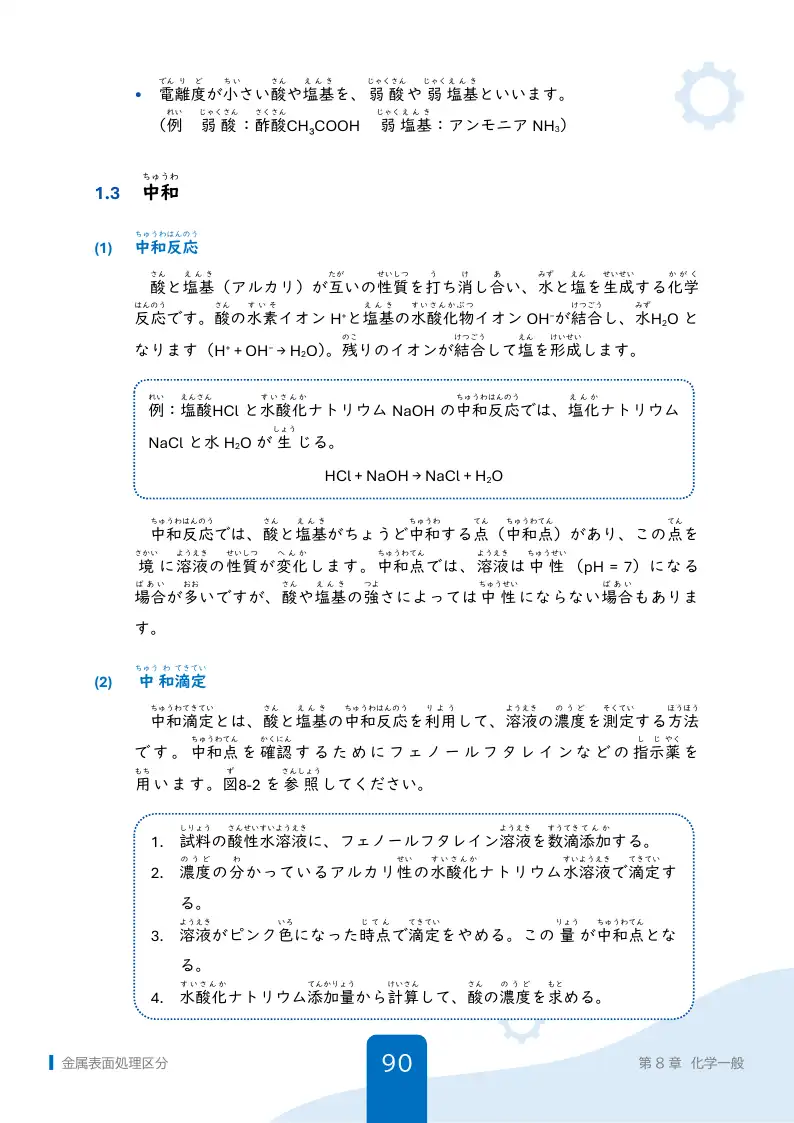 • 電離度が小さい酸や塩基を、弱酸や弱塩基といいます。
（例　弱酸：酢酸CH₃COOH　弱塩基：アンモニア NH₃）
1.3 中和
(1) 中和反応
酸と塩基（アルカリ）が互いの性質を打ち消し合い、水と塩を生成する化学
反応です。酸の水素イオン H⁺と塩基の水酸化物イオン OH⁻が結合し、水H₂O と
なります（H⁺ + OH⁻ → H₂O）。残りのイオンが結合して塩を形成します。
例：塩酸HCl と水酸化ナトリウム NaOH の中和反応では、塩化ナトリウム
NaCl と水 H₂O が生じる。
HCl + NaOH → NaCl + H₂O
中和反応では、酸と塩基がちょうど中和する点（中和点）があり、この点を
境に溶液の性質が変化します。中和点では、溶液は中性（pH = 7）になる
場合が多いですが、酸や塩基の強さによっては中性にならない場合もありま
す。
(2) 中和滴定
中和滴定とは、酸と塩基の中和反応を利用して、溶液の濃度を測定する方法
です。中和点を確認するためにフェノールフタレインなどの指示薬を
用います。図8-2 を参照してください。
1. 試料の酸性水溶液に、フェノールフタレイン溶液を数滴添加する。
2. 濃度の分かっているアルカリ性の水酸化ナトリウム水溶液で滴定す
る。
3. 溶液がピンク色になった時点で滴定をやめる。この量が中和点とな
る。
4. 水酸化ナトリウム添加量から計算して、酸の濃度を求める。
金属表面処理区分
90
第 8 章 化学一般